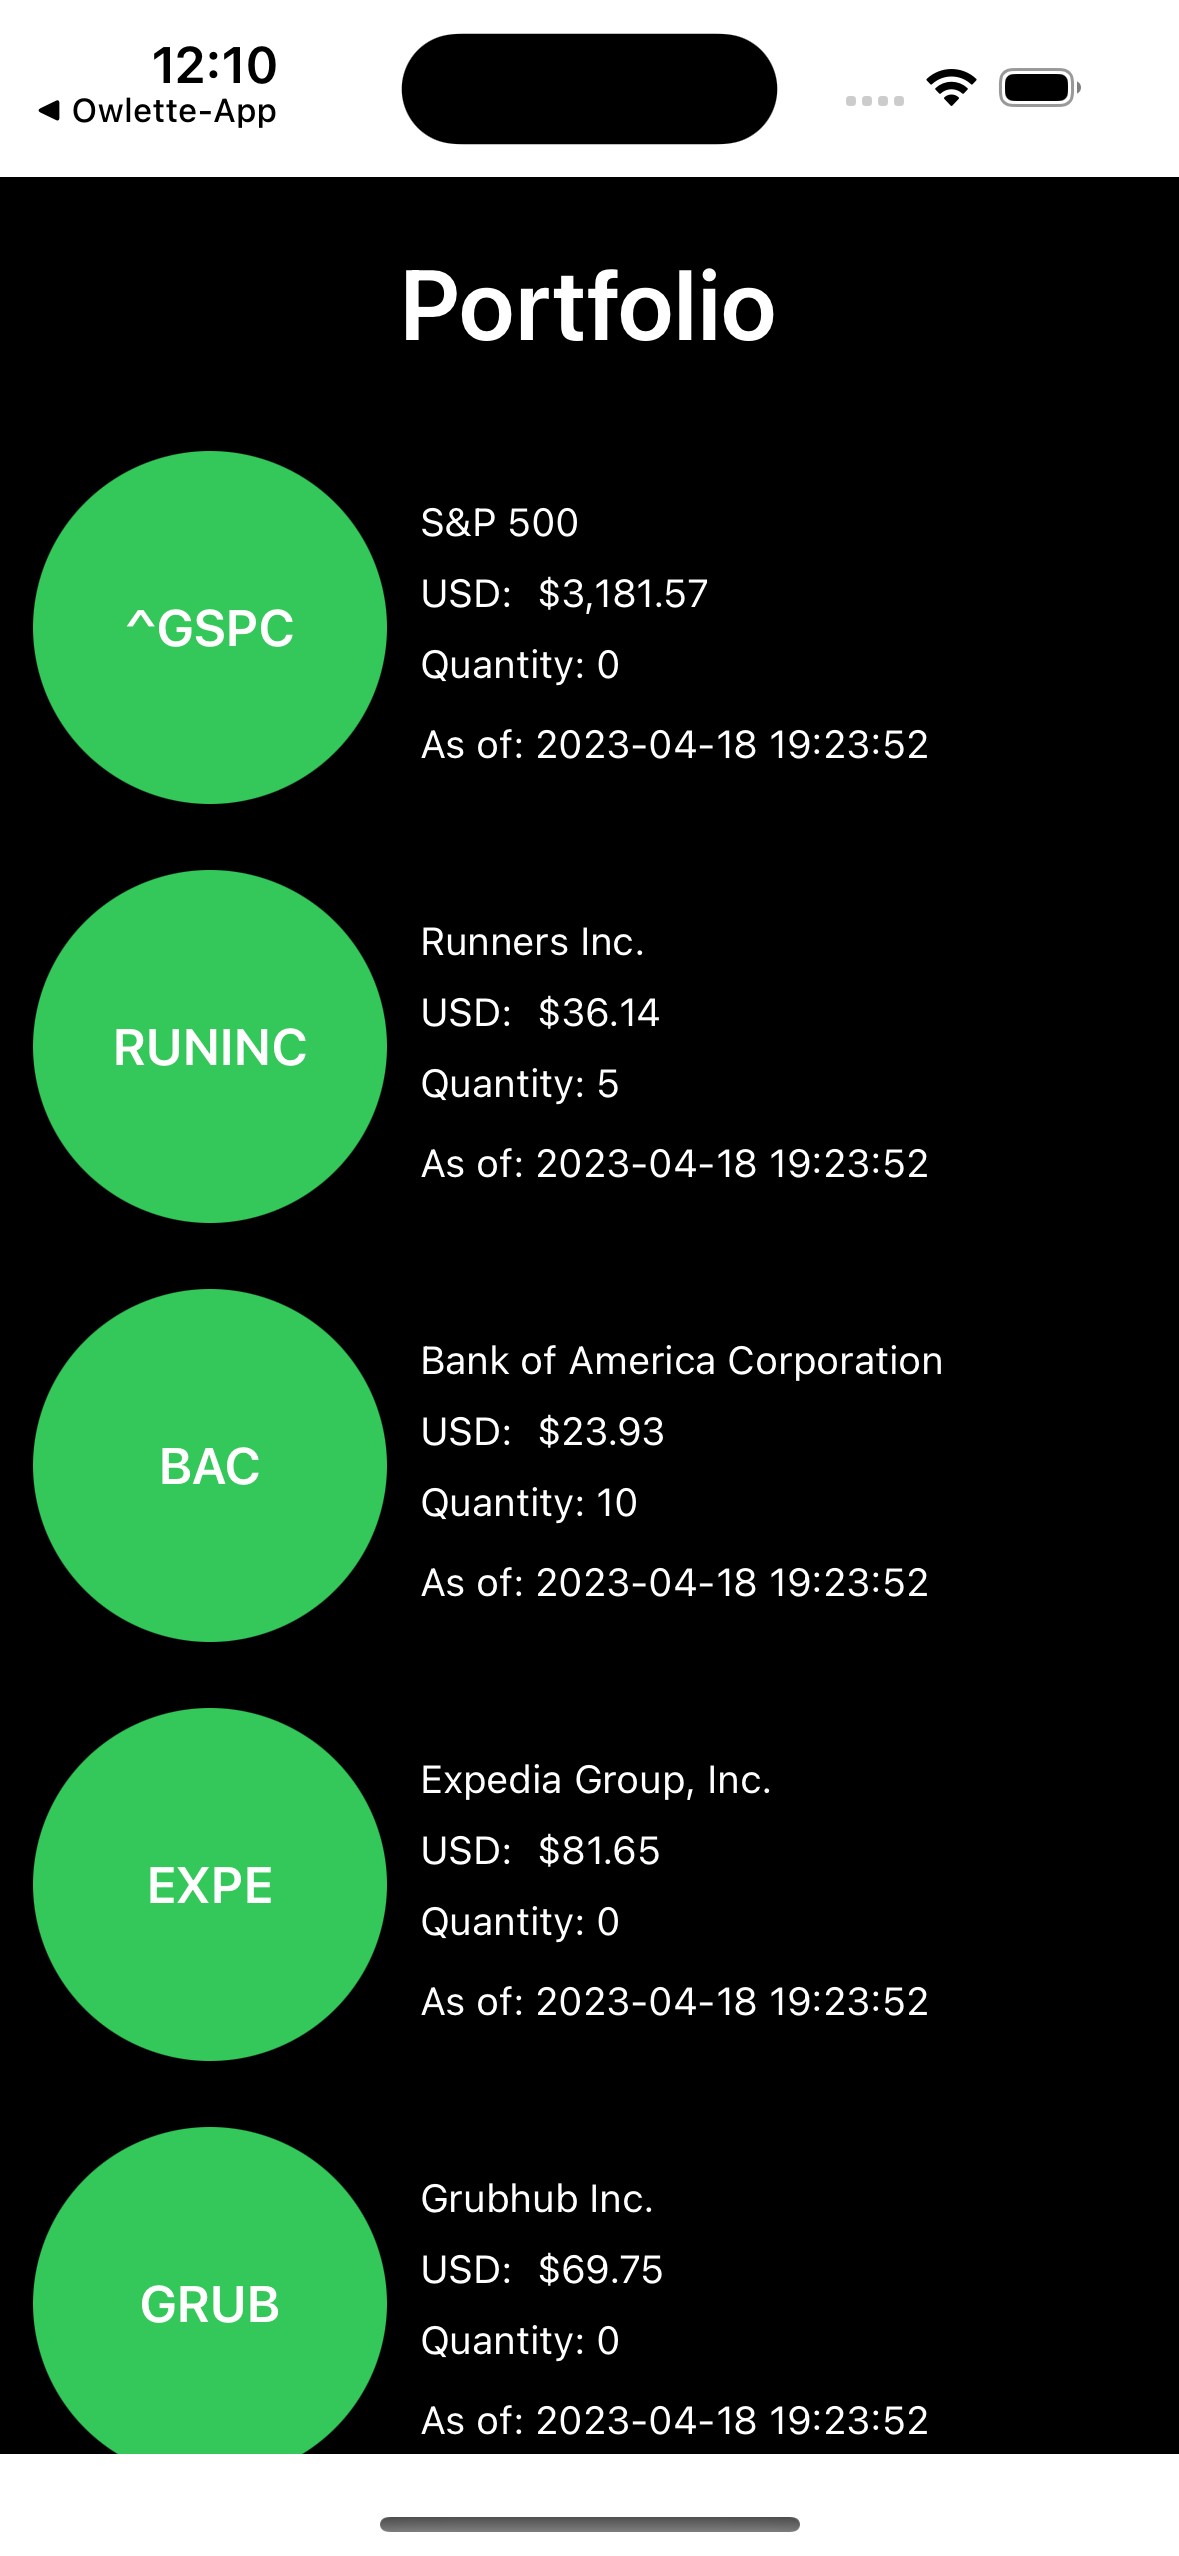 12:10
◀ Owlette-App
Portfolio
^GSPC
S&P 500
USD: $3,181.57
Quantity: 0
As of: 2023-04-18 19:23:52
RUNINC
Runners Inc.
USD: $36.14
Quantity: 5
As of: 2023-04-18 19:23:52
BAC
Bank of America Corporation
USD: $23.93
Quantity: 10
As of: 2023-04-18 19:23:52
EXPE
Expedia Group, Inc.
USD: $81.65
Quantity: 0
As of: 2023-04-18 19:23:52
GRUB
Grubhub Inc.
USD: $69.75
Quantity: 0
As of: 2023-04-18 19:23:52